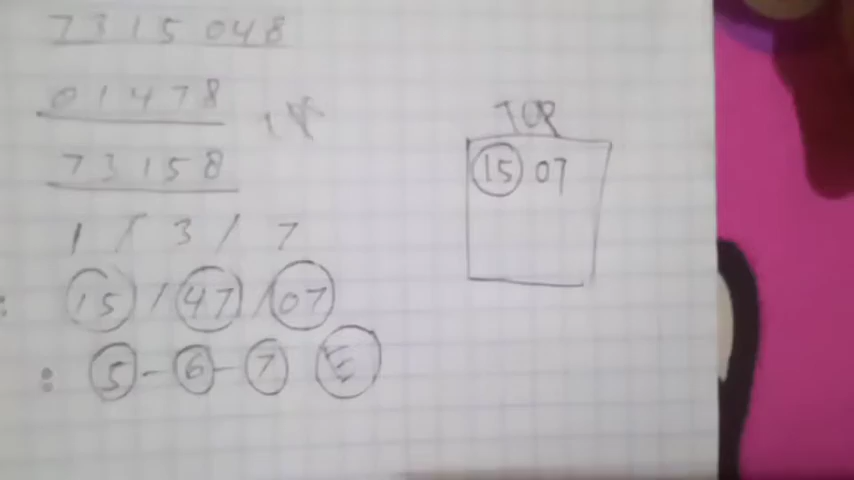 7315048
01478
73158
1 / 3 / 7
: 15 / 47 / 07
: 5 - 6 - 7 E
TOP
15 07